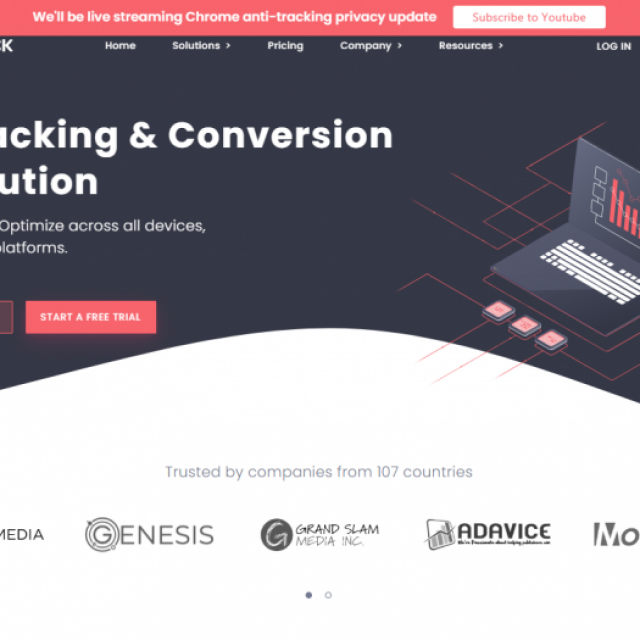 We'll be live streaming Chrome anti-tracking privacy update
Subscribe to Youtube
CK
Home
Solutions >
Pricing
Company >
Resources >
LOG IN
acking & Conversion
ution
Optimize across all devices,
platforms.
START A FREE TRIAL
Trusted by companies from 107 countries
MEDIA
GENESIS
GRAND SLAM
MEDIA INC.
ADAVICE
Mo